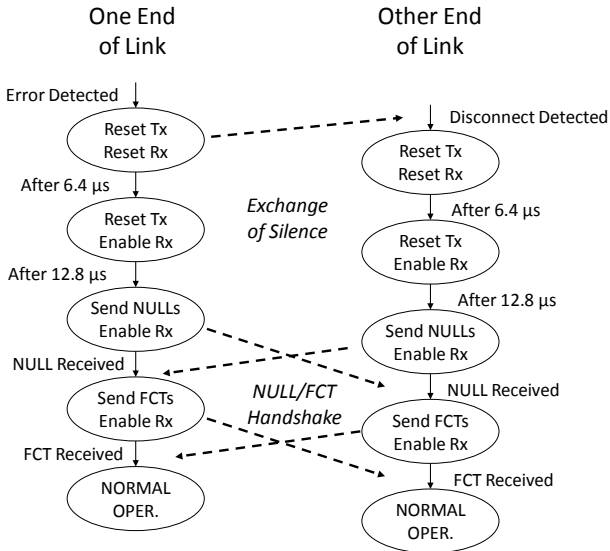 One End
of Link
Other End
of Link
Error Detected
Disconnect Detected
Reset Tx
Reset Rx
Reset Tx
Reset Rx
After 6.4 µs
After 6.4 µs
Exchange
of Silence
Reset Tx
Enable Rx
Reset Tx
Enable Rx
After 12.8 µs
After 12.8 µs
Send NULLs
Enable Rx
Send NULLs
Enable Rx
NULL Received
NULL Received
NULL/FCT
Handshake
Send FCTs
Enable Rx
Send FCTs
Enable Rx
FCT Received
FCT Received
NORMAL
OPER.
NORMAL
OPER.